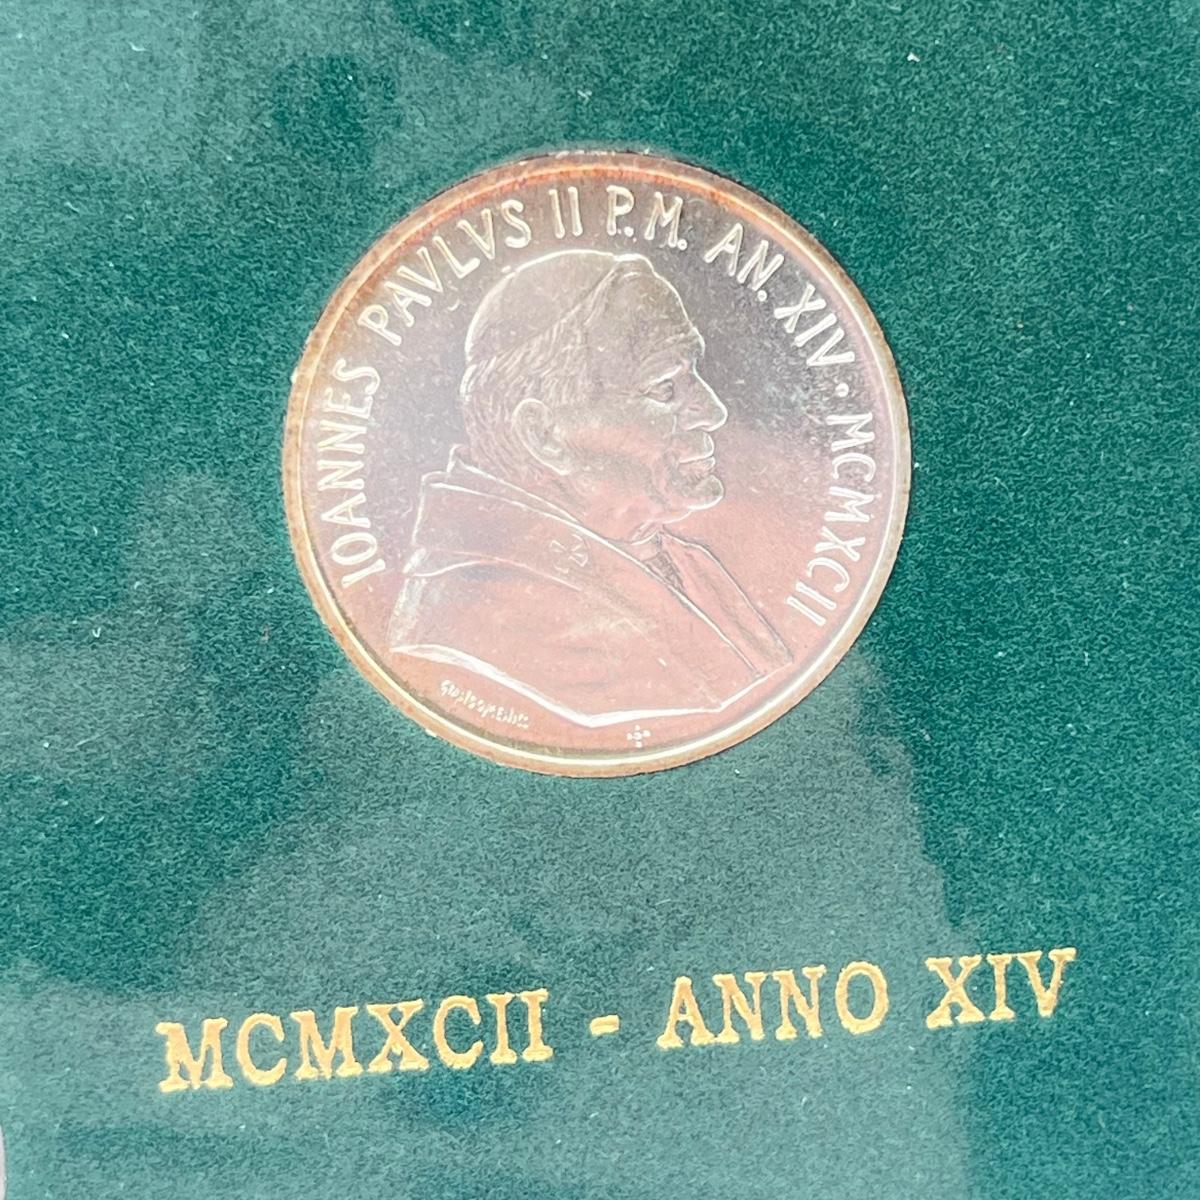 IOANNES PAVLVS II P.M. AN. XIV · MCMXCII
MCMXCII - ANNO XIV